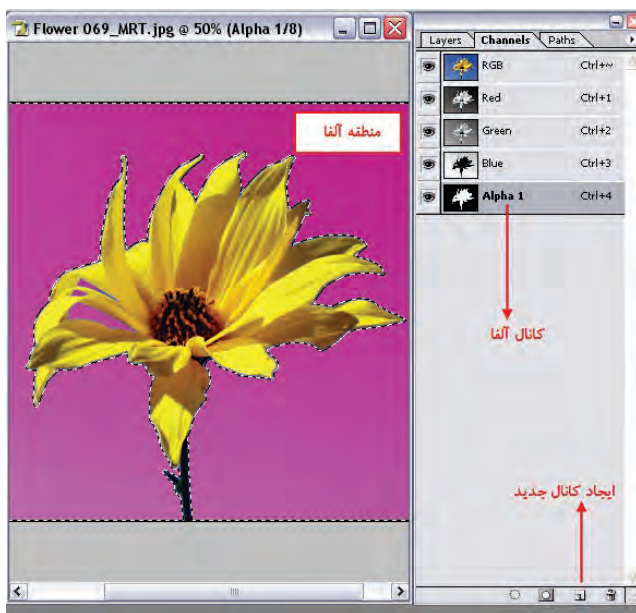 Flower 069_MRT.jpg @ 50% (Alpha 1/8)
منطقه آلفا
Layers Channels Paths
RGB Ctrl+~
Red Ctrl+1
Green Ctrl+2
Blue Ctrl+3
Alpha 1 Ctrl+4
کانال آلفا
ایجاد کانال جدید